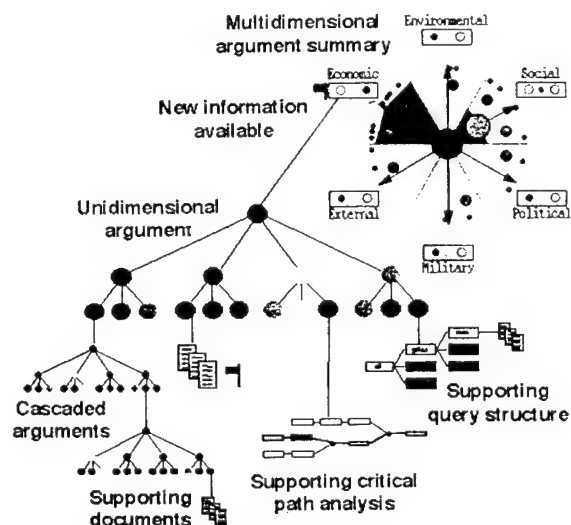 Multidimensional
argument summary
Environmental
Economic
Social
New information
available
Unidimensional
argument
External
Political
Military
Cascaded
arguments
Supporting
query structure
Supporting critical
path analysis
Supporting
documents